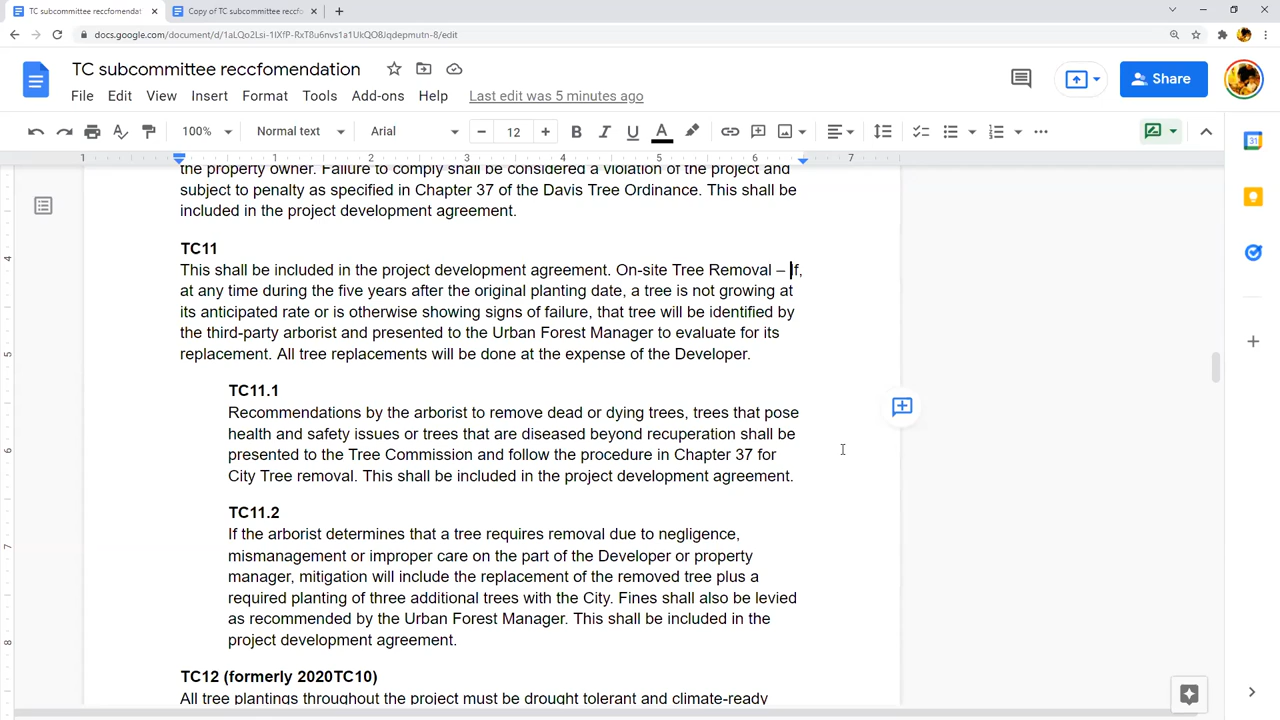 TC subcommittee reccfomendat
Copy of TC subcommittee reccfo
docs.google.com/document/d/1aLQo2Lsi-1IXfP-RxT8u6nvs1a1UkQO8Jqdepmutn-8/edit
TC subcommittee reccfomendation
File Edit View Insert Format Tools Add-ons Help Last edit was 5 minutes ago
Share
100% Normal text Arial 12
1 1 2 3 4 5 6 7
the property owner. Failure to comply shall be considered a violation of the project and
subject to penalty as specified in Chapter 37 of the Davis Tree Ordinance. This shall be
included in the project development agreement.
TC11
This shall be included in the project development agreement. On-site Tree Removal – If,
at any time during the five years after the original planting date, a tree is not growing at
its anticipated rate or is otherwise showing signs of failure, that tree will be identified by
the third-party arborist and presented to the Urban Forest Manager to evaluate for its
replacement. All tree replacements will be done at the expense of the Developer.
TC11.1
Recommendations by the arborist to remove dead or dying trees, trees that pose
health and safety issues or trees that are diseased beyond recuperation shall be
presented to the Tree Commission and follow the procedure in Chapter 37 for
City Tree removal. This shall be included in the project development agreement.
TC11.2
If the arborist determines that a tree requires removal due to negligence,
mismanagement or improper care on the part of the Developer or property
manager, mitigation will include the replacement of the removed tree plus a
required planting of three additional trees with the City. Fines shall also be levied
as recommended by the Urban Forest Manager. This shall be included in the
project development agreement.
TC12 (formerly 2020TC10)
All tree plantings throughout the project must be drought tolerant and climate-ready
4
5
6
7
8
31